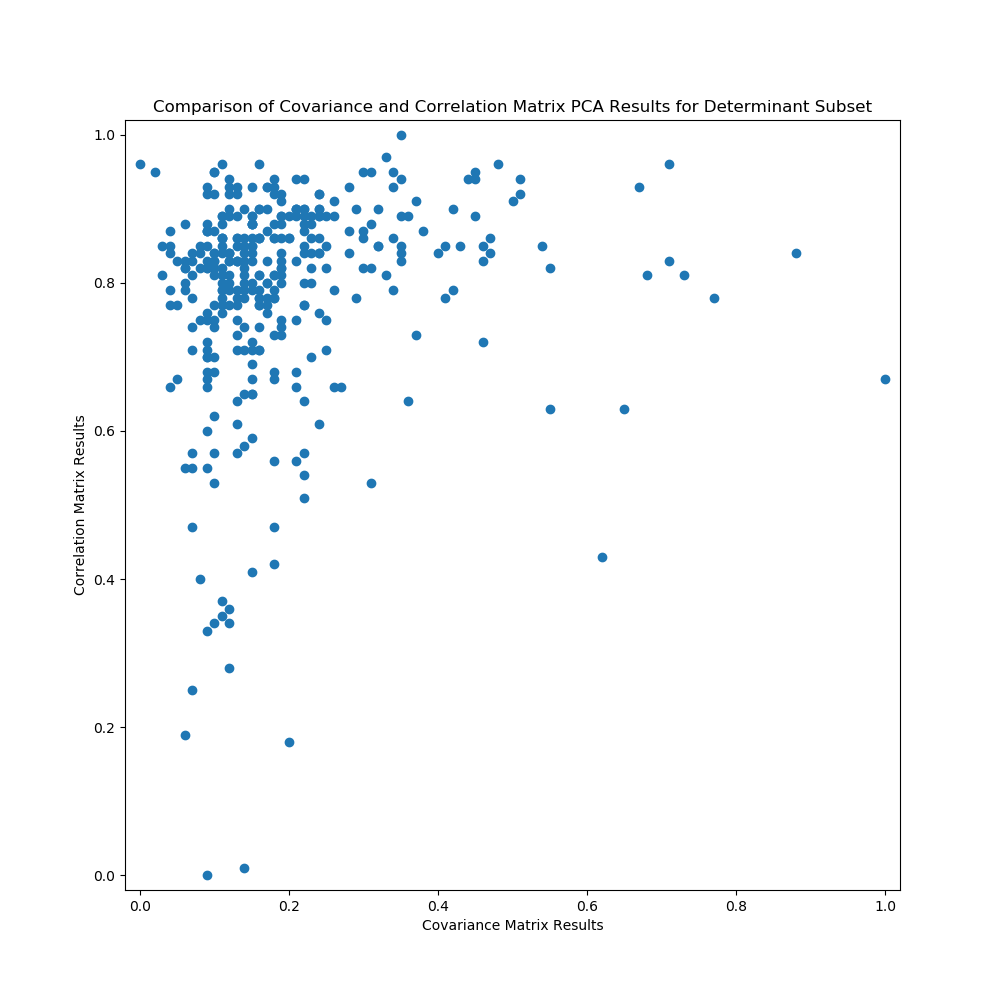 Comparison of Covariance and Correlation Matrix PCA Results for Determinant Subset
1.0
0.8
0.6
0.4
0.2
0.0
Correlation Matrix Results
0.0 0.2 0.4 0.6 0.8 1.0
Covariance Matrix Results